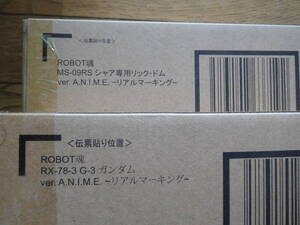 ＜伝票貼り位置＞
ROBOT魂
MS-09RS シャア専用リック・ドム
ver. A.N.I.M.E. ~リアルマーキング~
＜伝票貼り位置＞
ROBOT魂
RX-78-3 G-3 ガンダム
ver. A.N.I.M.E. ~リアルマーキング~